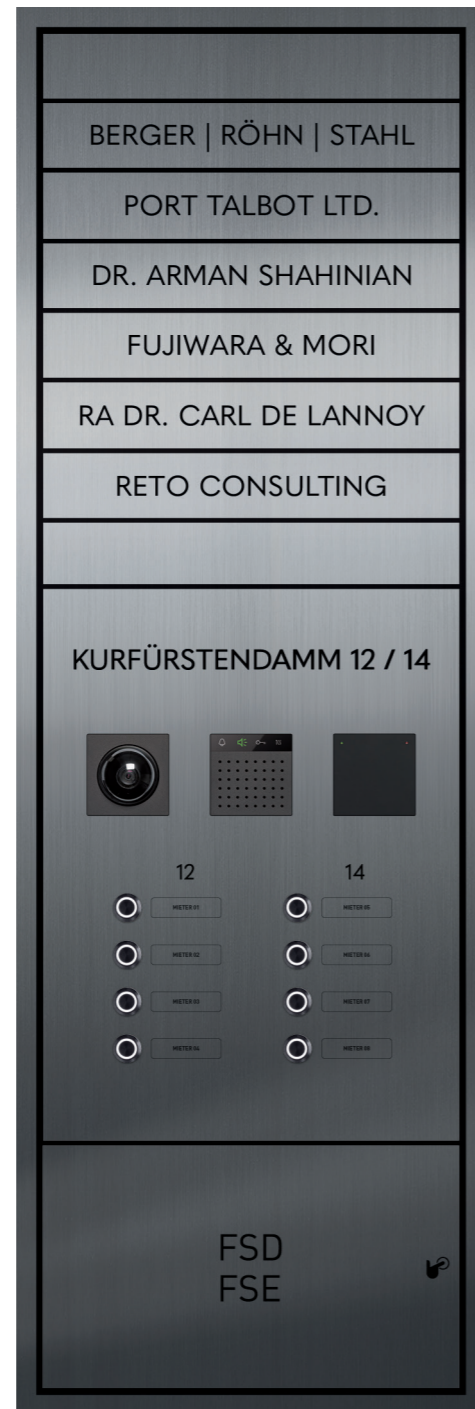 BERGER | RÖHN | STAHL
PORT TALBOT LTD.
DR. ARMAN SHAHINIAN
FUJIWARA & MORI
RA DR. CARL DE LANNOY
RETO CONSULTING
KURFÜRSTENDAMM 12 / 14
12 14
MIETER 01 MIETER 05
MIETER 02 MIETER 06
MIETER 03 MIETER 07
MIETER 04 MIETER 08
FSD
FSE